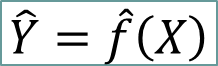 Ŷ = f̂(X)